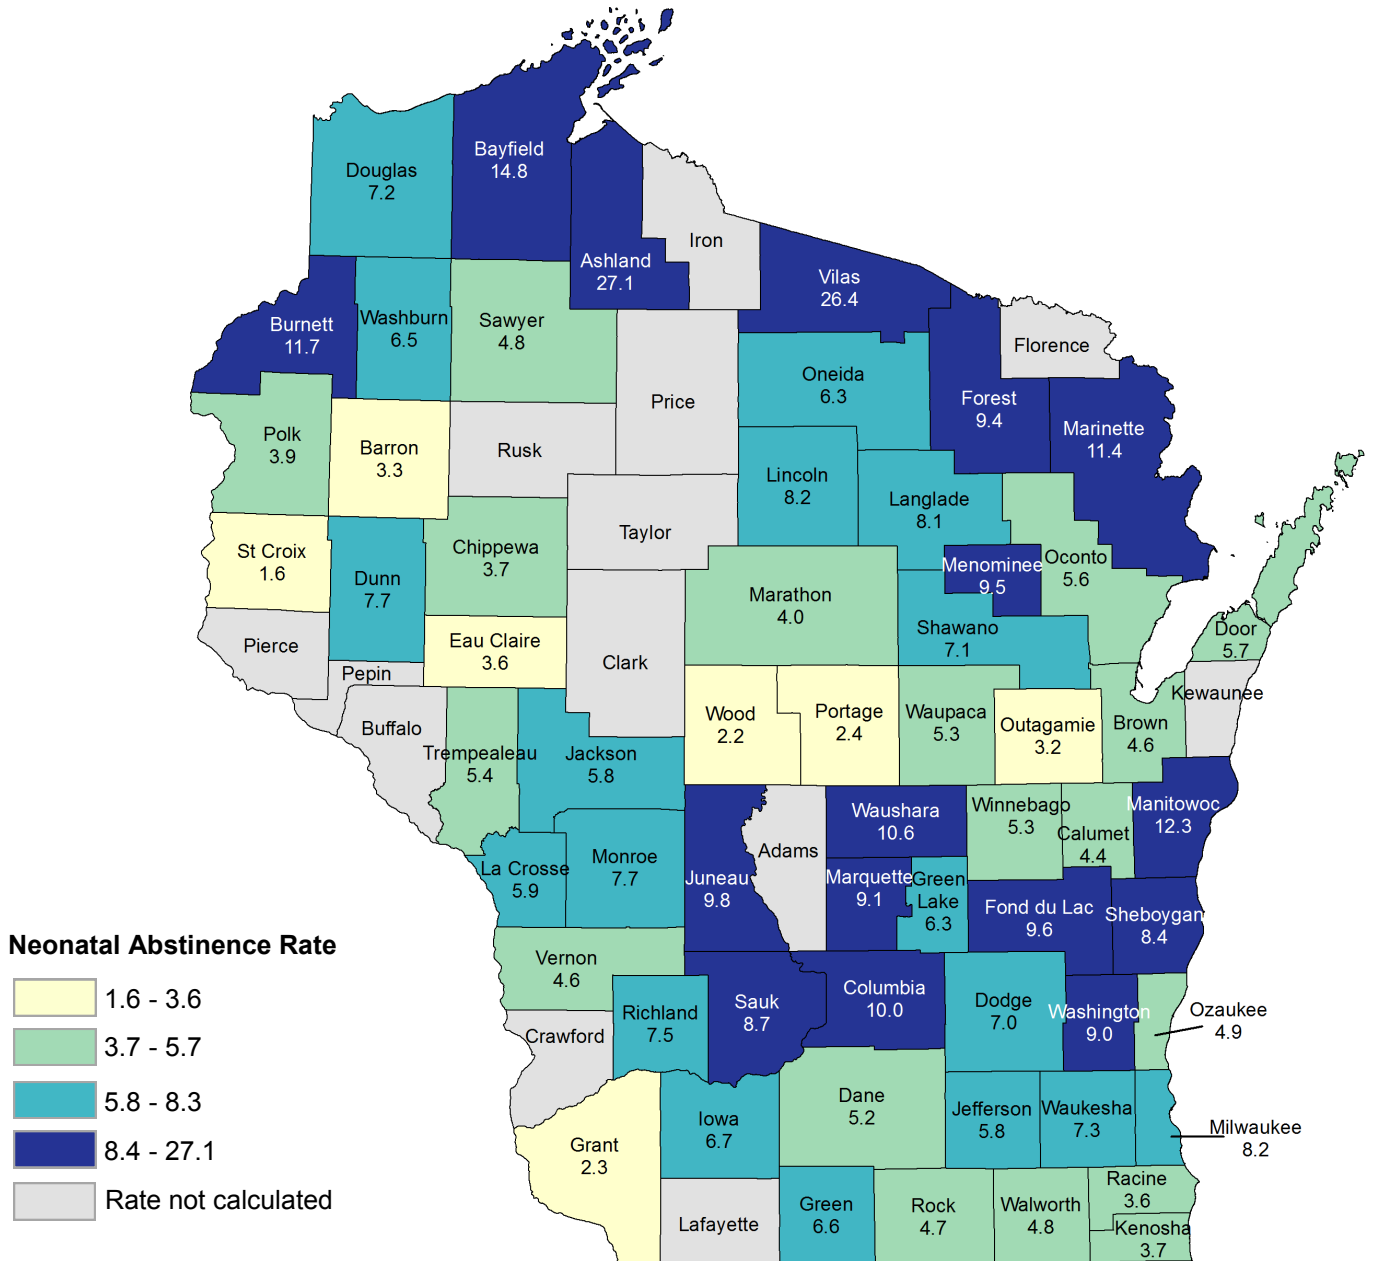 Bayfield
14.8
Douglas
7.2
Iron
Ashland
27.1
Vilas
26.4
Burnett
11.7
Washburn
6.5
Sawyer
4.8
Florence
Oneida
6.3
Price
Forest
9.4
Marinette
11.4
Polk
3.9
Barron
3.3
Rusk
Lincoln
8.2
Langlade
8.1
Taylor
St Croix
1.6
Dunn
7.7
Chippewa
3.7
Menominee
9.5
Oconto
5.6
Marathon
4.0
Shawano
7.1
Door
5.7
Pierce
Eau Claire
3.6
Clark
Pepin
Kewaunee
Buffalo
Wood
2.2
Portage
2.4
Waupaca
5.3
Outagamie
3.2
Brown
4.6
Trempealeau
5.4
Jackson
5.8
Waushara
10.6
Winnebago
5.3
Calumet
4.4
Manitowoc
12.3
Adams
La Crosse
5.9
Monroe
7.7
Juneau
9.8
Marquette
9.1
Green
Lake
6.3
Fond du Lac
9.6
Sheboygan
8.4
Vernon
4.6
Richland
7.5
Sauk
8.7
Columbia
10.0
Dodge
7.0
Washington
9.0
Ozaukee
4.9
Crawford
Dane
5.2
Iowa
6.7
Jefferson
5.8
Waukesha
7.3
Milwaukee
8.2
Grant
2.3
Lafayette
Green
6.6
Rock
4.7
Walworth
4.8
Racine
3.6
Kenosha
3.7
Neonatal Abstinence Rate
1.6 - 3.6
3.7 - 5.7
5.8 - 8.3
8.4 - 27.1
Rate not calculated